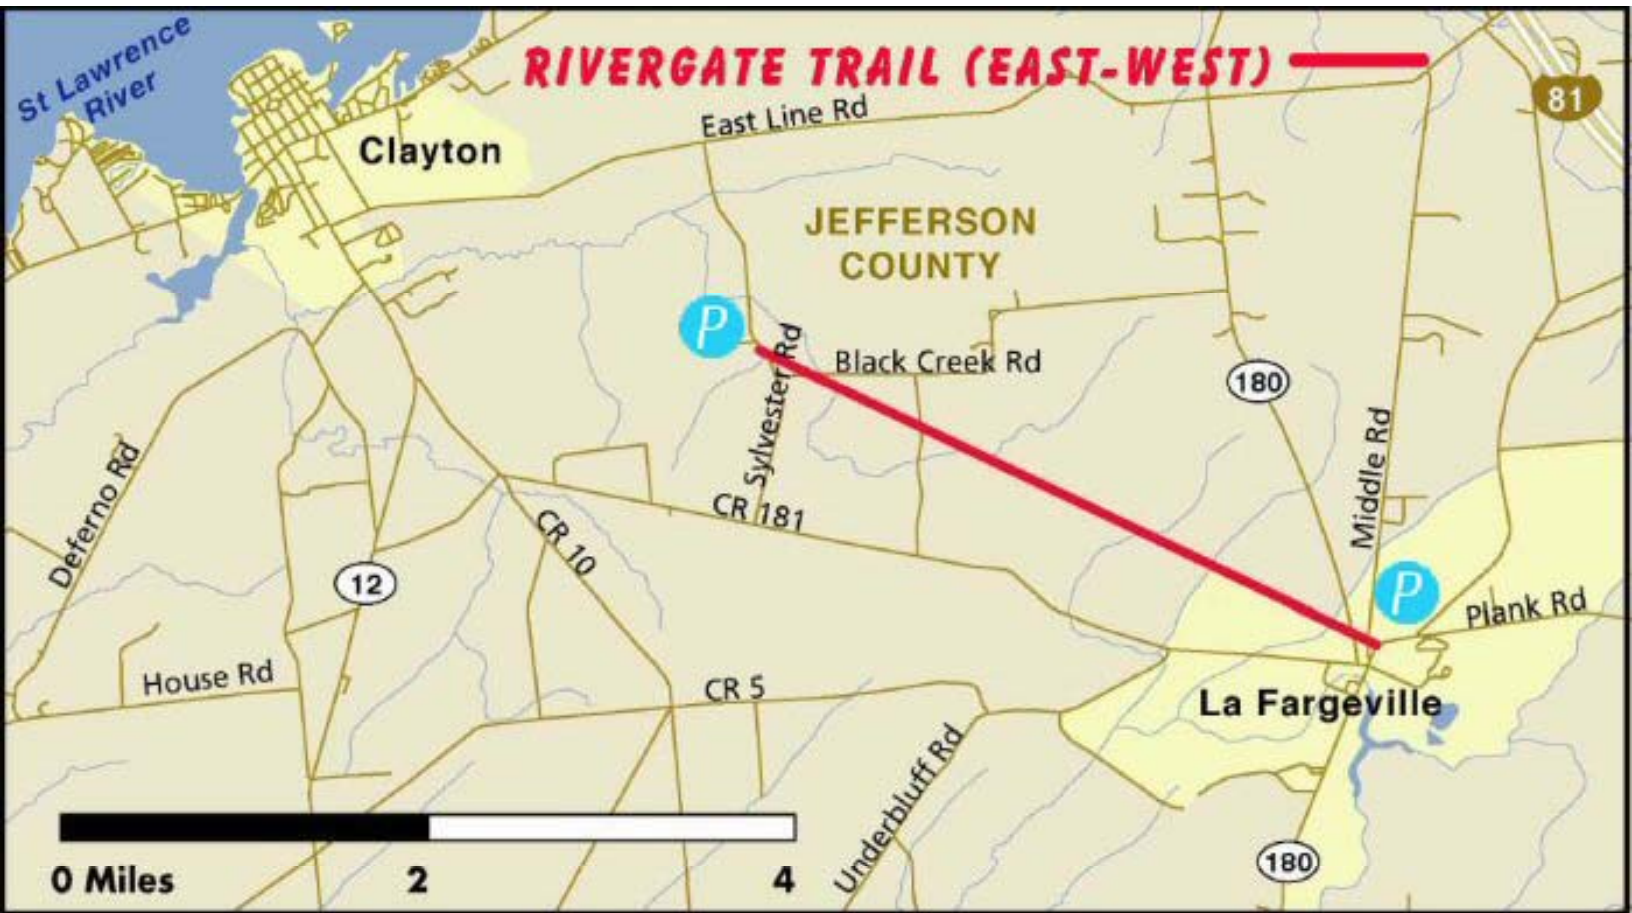 St Lawrence
River
RIVERGATE TRAIL (EAST-WEST)
81
East Line Rd
Clayton
JEFFERSON
COUNTY
P
Sylvester Rd
Black Creek Rd
180
Middle Rd
Deferno Rd
CR 181
CR 10
12
P
Plank Rd
House Rd
CR 5
La Fargeville
Underbluff Rd
180
0 Miles 2 4